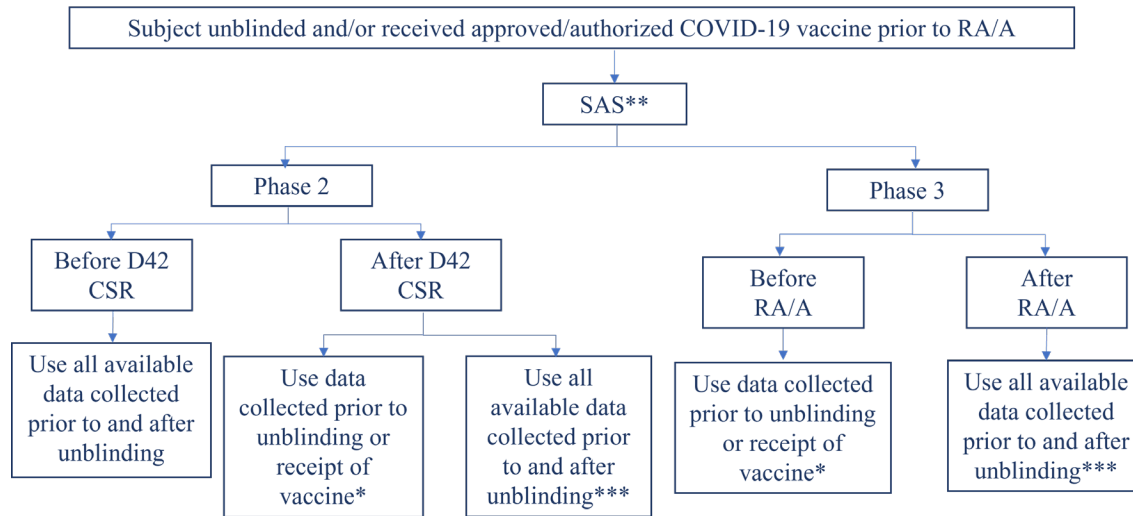 Subject unblinded and/or received approved/authorized COVID-19 vaccine prior to RA/A
SAS**
Phase 2
Phase 3
Before D42
CSR
After D42
CSR
Before
RA/A
After
RA/A
Use all available
data collected
prior to and after
unblinding
Use data
collected prior to
unblinding or
receipt of
vaccine*
Use all
available data
collected prior
to and after
unblinding***
Use data collected
prior to unblinding
or receipt of
vaccine*
Use all available
data collected
prior to and after
unblinding***